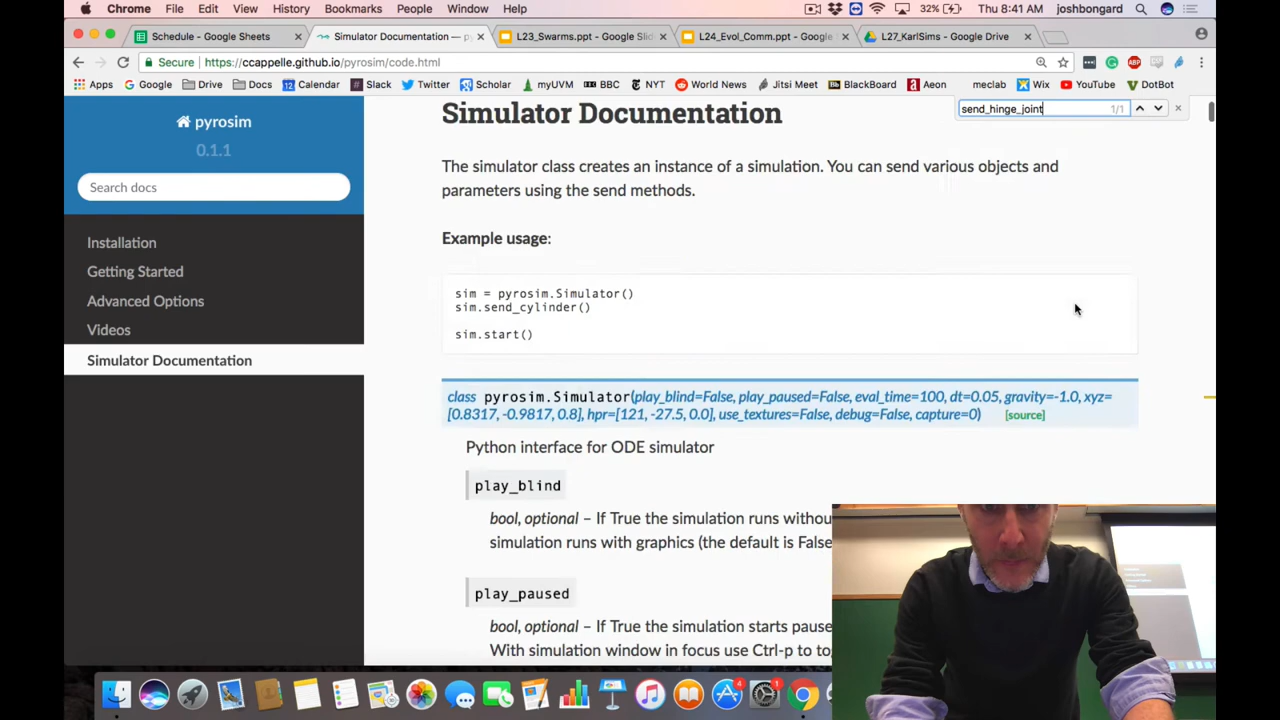 Chrome File Edit View History Bookmarks People Window Help 32% Thu 8:41 AM joshbongard
Schedule - Google Sheets × Simulator Documentation — py × L23_Swarms.ppt - Google Slid × L24_Evol_Comm.ppt - Google × L27_KarlSims - Google Drive ×
Secure | https://ccappelle.github.io/pyrosim/code.html
Apps Google Drive Calendar Slack Twitter Scholar myUVM BBC NYT World News Jitsi Meet BlackBoard Aeon meclab Wix YouTube DotBot
send_hinge_joint 1/1
pyrosim
0.1.1
Search docs
Installation
Getting Started
Advanced Options
Videos
Simulator Documentation
Simulator Documentation
The simulator class creates an instance of a simulation. You can send various objects and
parameters using the send methods.
Example usage:
sim = pyrosim.Simulator()
sim.send_cylinder()
sim.start()
class pyrosim.Simulator(play_blind=False, play_paused=False, eval_time=100, dt=0.05, gravity=-1.0, xyz=
[0.8317, -0.9817, 0.8], hpr=[121, -27.5, 0.0], use_textures=False, debug=False, capture=0) [source]
Python interface for ODE simulator
play_blind
bool, optional – If True the simulation runs withou
simulation runs with graphics (the default is False
play_paused
bool, optional – If True the simulation starts pause
With simulation window in focus use Ctrl-p to to